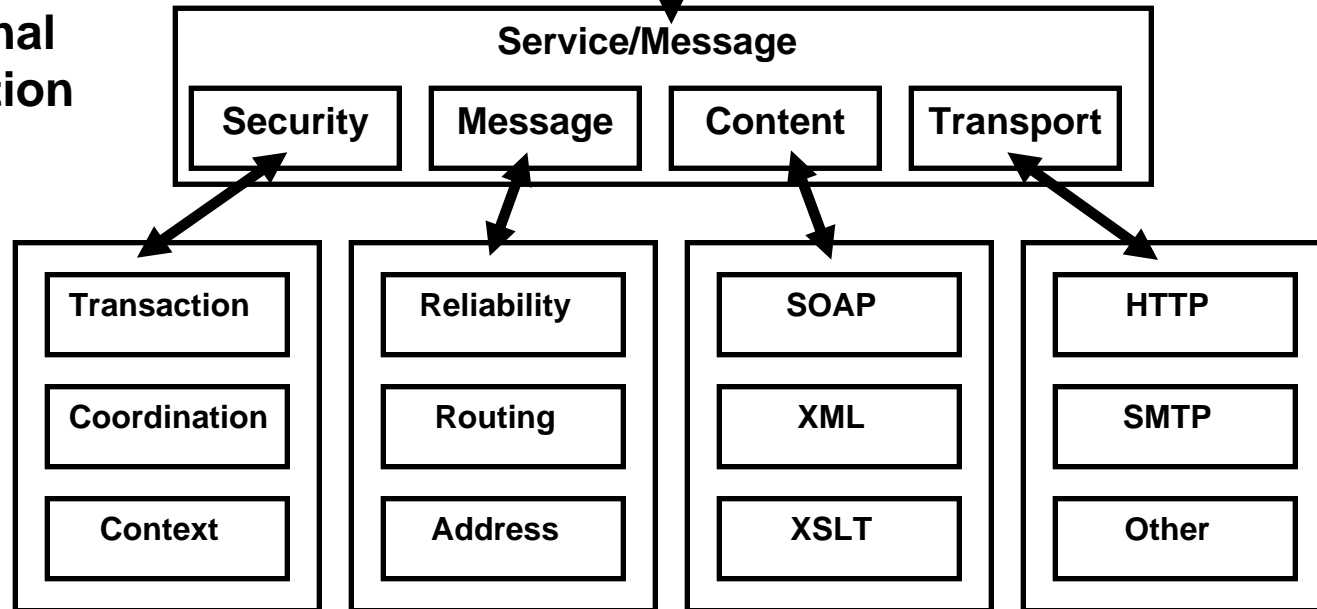 nal
tion
Service/Message
Security
Message
Content
Transport
Transaction
Reliability
SOAP
HTTP
Coordination
Routing
XML
SMTP
Context
Address
XSLT
Other